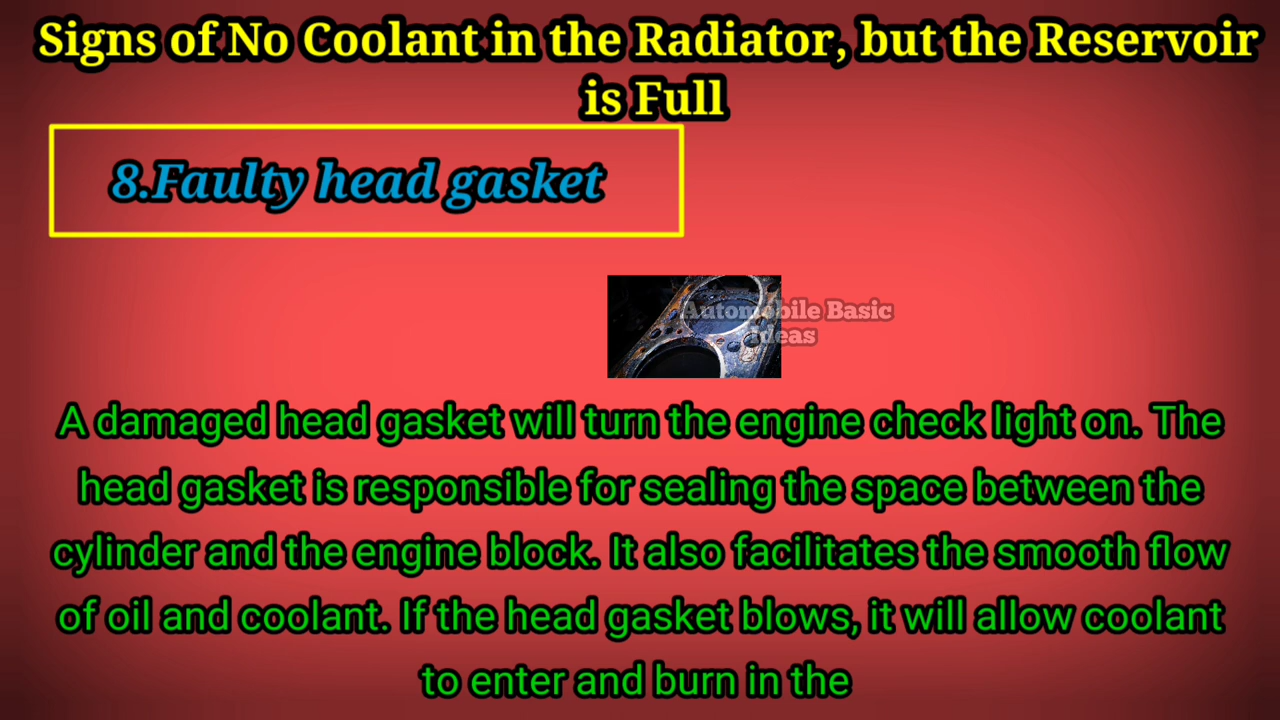 Signs of No Coolant in the Radiator, but the Reservoir
is Full
8.Faulty head gasket
Automobile Basic
Ideas
A damaged head gasket will turn the engine check light on. The
head gasket is responsible for sealing the space between the
cylinder and the engine block. It also facilitates the smooth flow
of oil and coolant. If the head gasket blows, it will allow coolant
to enter and burn in the